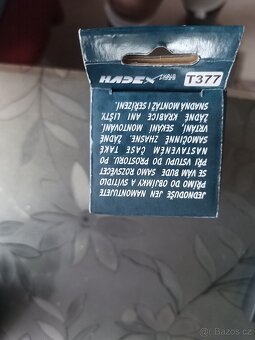 HADEX
T377
JEDNODUŠE JEN NAMONTUJETE
PŘÍMO DO OBJÍMKY A SVÍTIDLO
SE VÁM BUDE SAMO ROZSVĚCET
PŘI VSTUPU DO PROSTORU. PO
NASTAVENÉM ČASE TAKÉ
SAMOČINNĚ ZHASNE. ŽÁDNÉ
VRTÁNÍ, SEKÁNÍ, MONTOVÁNÍ,
ŽÁDNÉ KRABICE ANI LIŠTY.
SNADNÁ MONTÁŽ I SEŘÍZENÍ.
Sbazos.cz